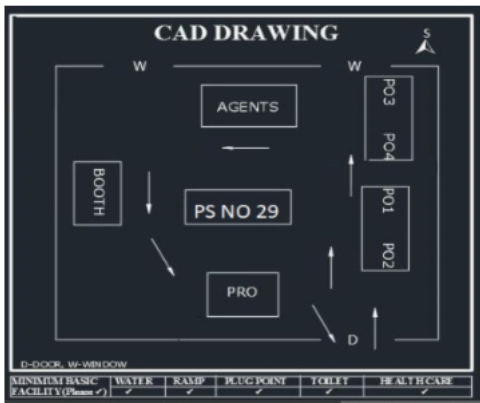 CAD DRAWING
S
W
W
AGENTS
PO3
PO4
BOOTH
PS NO 29
PO1
PO2
PRO
D
D-DOOR, W-WINDOW
MINIMUM BASIC FACILITY(Please ✓) WATER RAMP PLUG POINT TOILET HEALTH CARE
✓ ✓ ✓ ✓ ✓